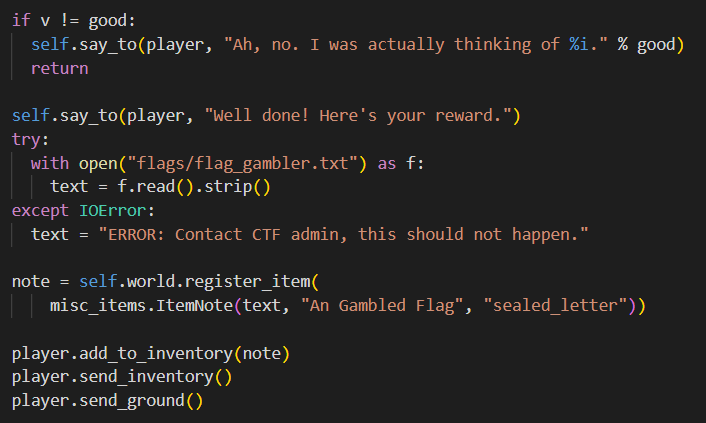 if v != good:
  self.say_to(player, "Ah, no. I was actually thinking of %i." % good)
  return

self.say_to(player, "Well done! Here's your reward.")
try:
  with open("flags/flag_gambler.txt") as f:
    text = f.read().strip()
except IOError:
  text = "ERROR: Contact CTF admin, this should not happen."

note = self.world.register_item(
    misc_items.ItemNote(text, "An Gambled Flag", "sealed_letter"))

player.add_to_inventory(note)
player.send_inventory()
player.send_ground()